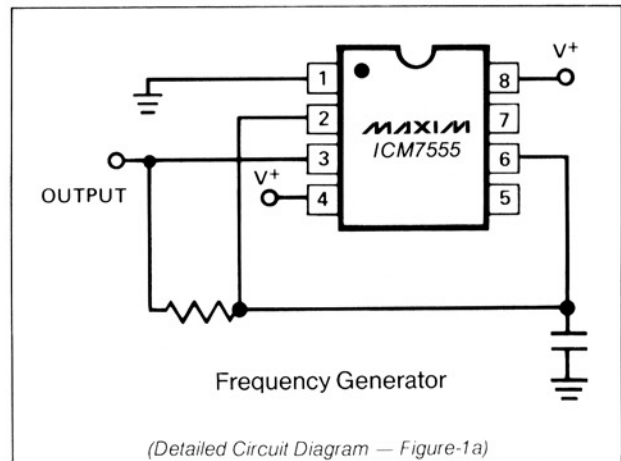 V+
1
8
2
7
MAXIM
ICM7555
3
6
OUTPUT
V+
4
5
Frequency Generator
(Detailed Circuit Diagram — Figure-1a)